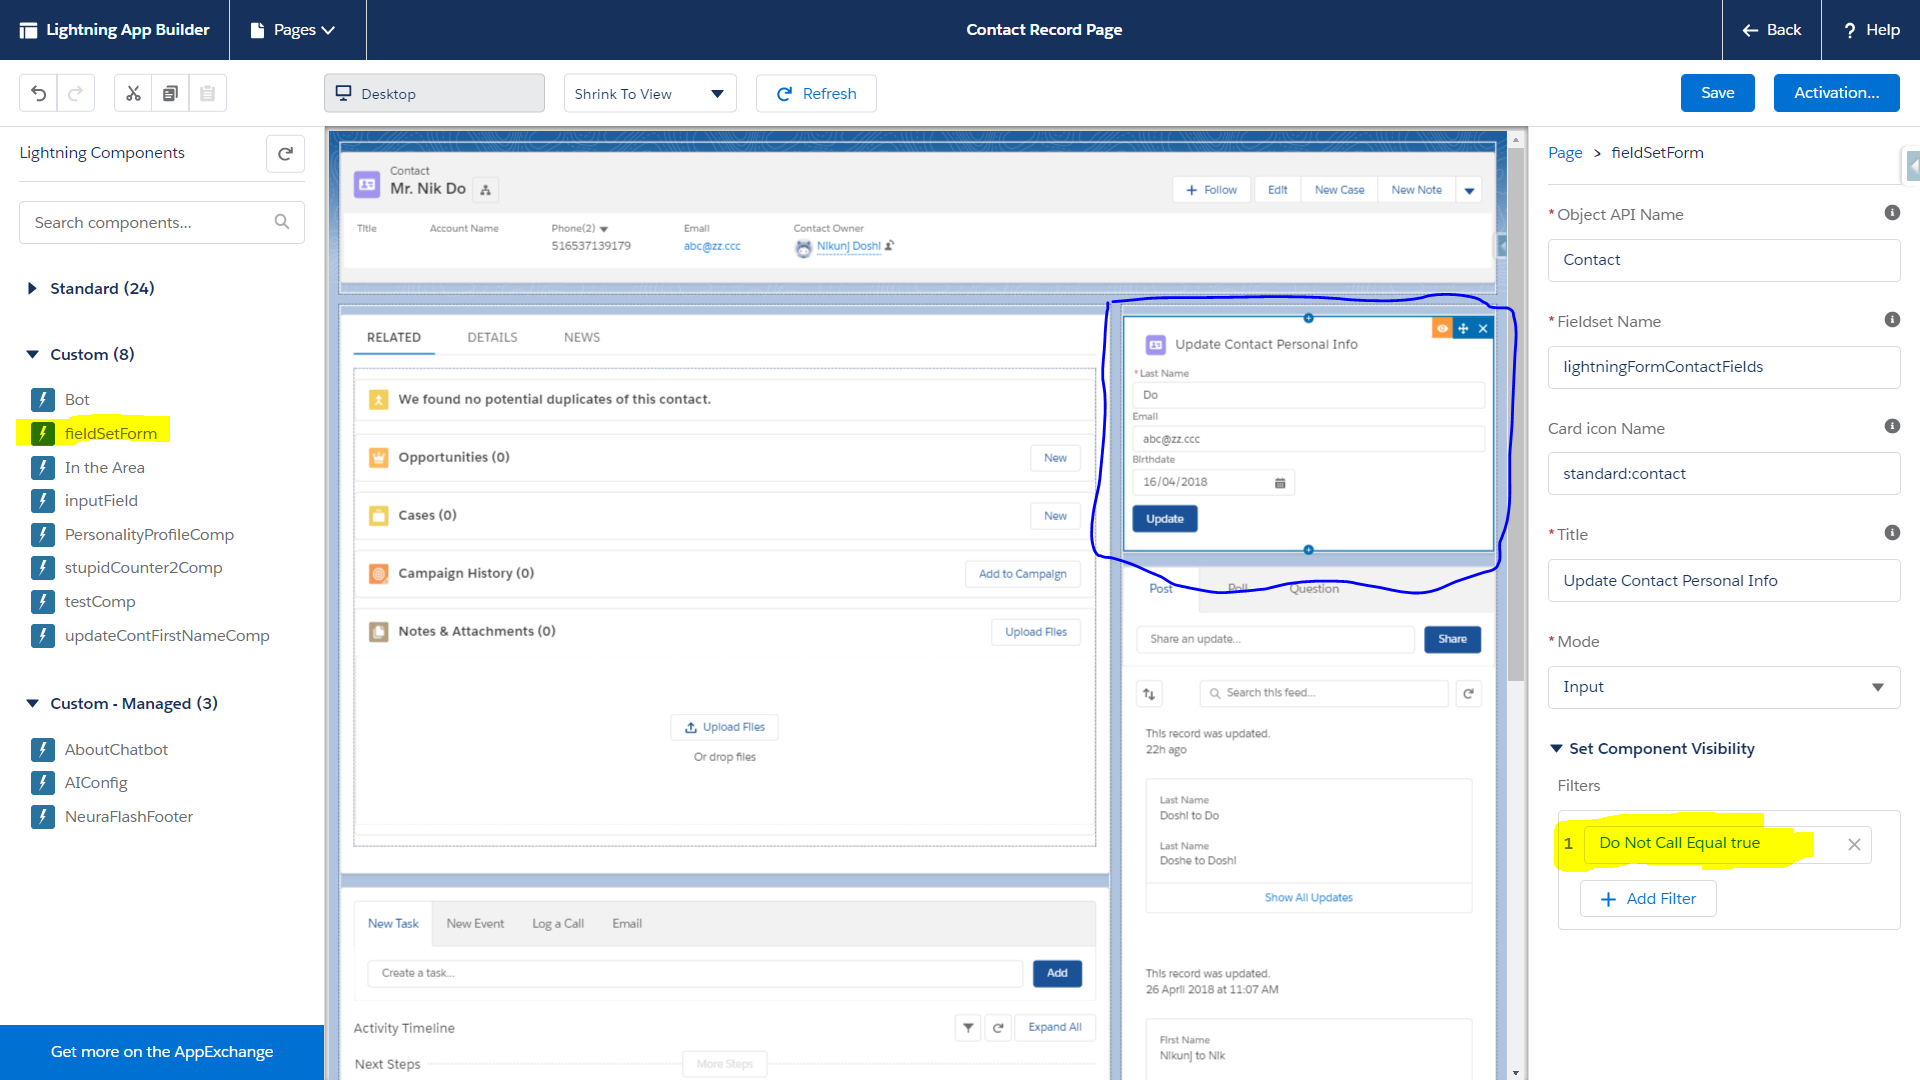 Lightning App Builder
Pages
Contact Record Page
Back
? Help
Desktop
Shrink To View
Refresh
Save
Activation...
Lightning Components
Search components...
Standard (24)
Custom (8)
Bot
fieldSetForm
In the Area
inputField
PersonalityProfileComp
stupidCounter2Comp
testComp
updateContFirstNameComp
Custom - Managed (3)
AboutChatbot
AIConfig
NeuraFlashFooter
Get more on the AppExchange
Contact
Mr. Nik Do
Follow
Edit
New Case
New Note
Title
Account Name
Phone(2)
Email
Contact Owner
516537139179
abc@zz.ccc
Nikunj Doshi
RELATED
DETAILS
NEWS
We found no potential duplicates of this contact.
Opportunities (0)
New
Cases (0)
New
Campaign History (0)
Add to Campaign
Notes & Attachments (0)
Upload Files
Upload Files
Or drop files
New Task
New Event
Log a Call
Email
Create a task...
Add
Activity Timeline
Expand All
Next Steps
More Steps
Update Contact Personal Info
* Last Name
Do
Email
abc@zz.ccc
Birthdate
16/04/2018
Update
Post
Poll
Question
Share an update...
Share
Search this feed...
This record was updated.
22h ago
Last Name
Doshi to Do
Last Name
Doshe to Doshi
Show All Updates
This record was updated.
26 April 2018 at 11:07 AM
First Name
Nikunj to Nik
Page > fieldSetForm
* Object API Name
Contact
* Fieldset Name
lightningFormContactFields
Card icon Name
standard:contact
* Title
Update Contact Personal Info
* Mode
Input
Set Component Visibility
Filters
1 Do Not Call Equal true
Add Filter